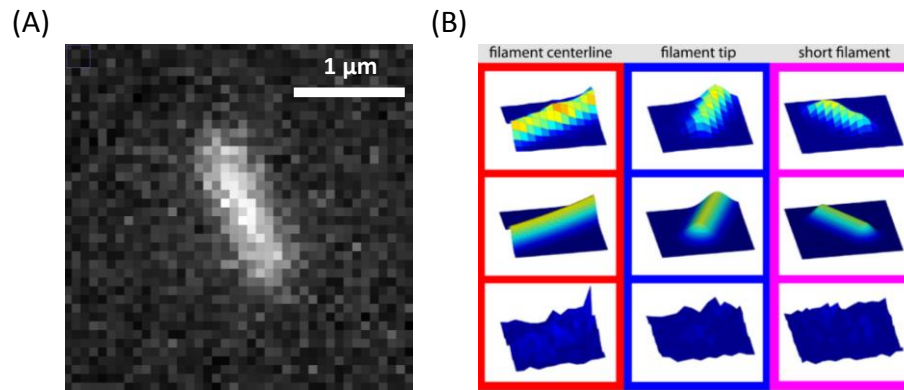 (A)
1 μm
(B)
filament centerline
filament tip
short filament